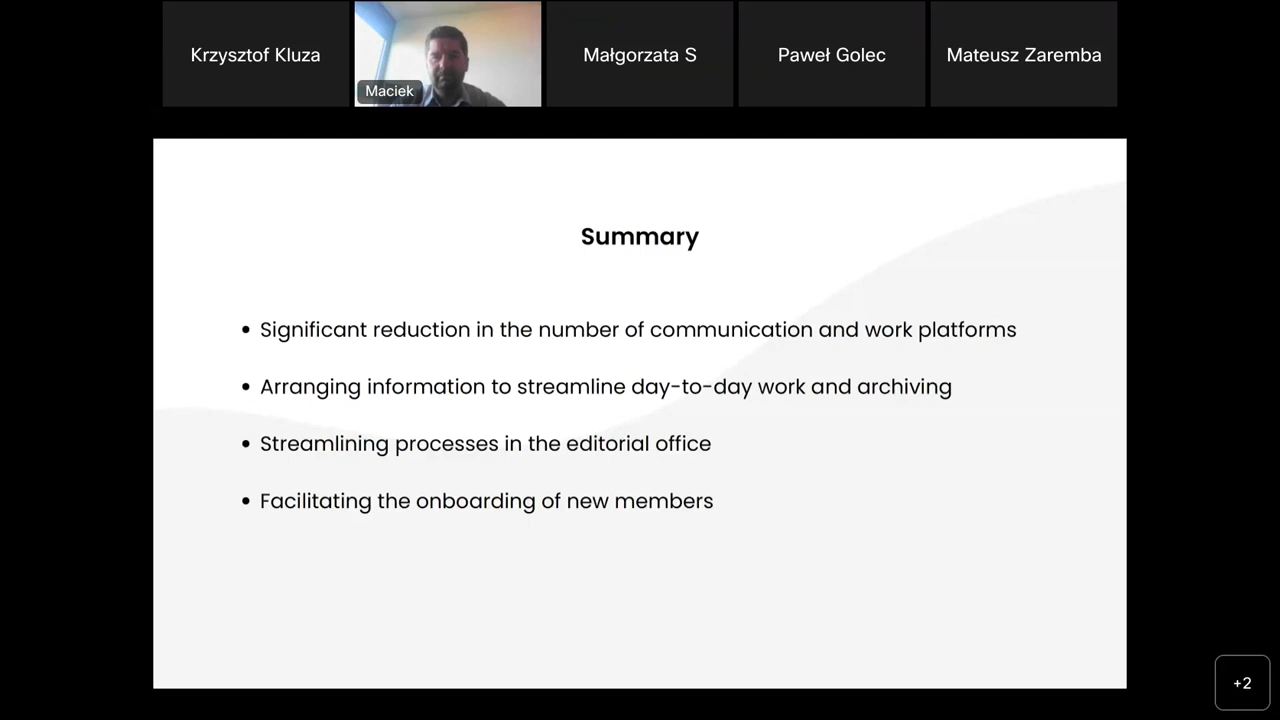 Krzysztof Kluza
Maciek
Małgorzata S
Paweł Golec
Mateusz Zaremba
Summary
• Significant reduction in the number of communication and work platforms
• Arranging information to streamline day-to-day work and archiving
• Streamlining processes in the editorial office
• Facilitating the onboarding of new members
+2